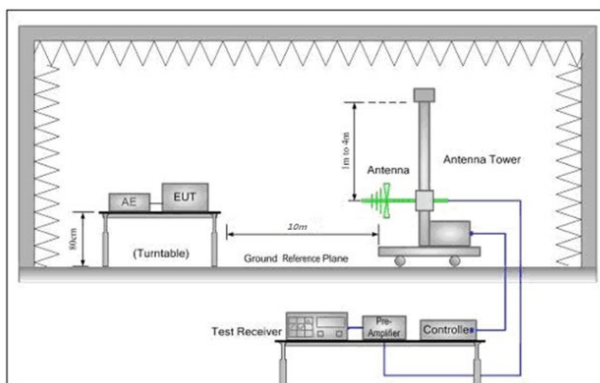 1m to 4m
Antenna
Antenna Tower
AE
EUT
80cm
(Turntable)
10m
Ground Reference Plane
Test Receiver
Pre-
Amplifier
Controller